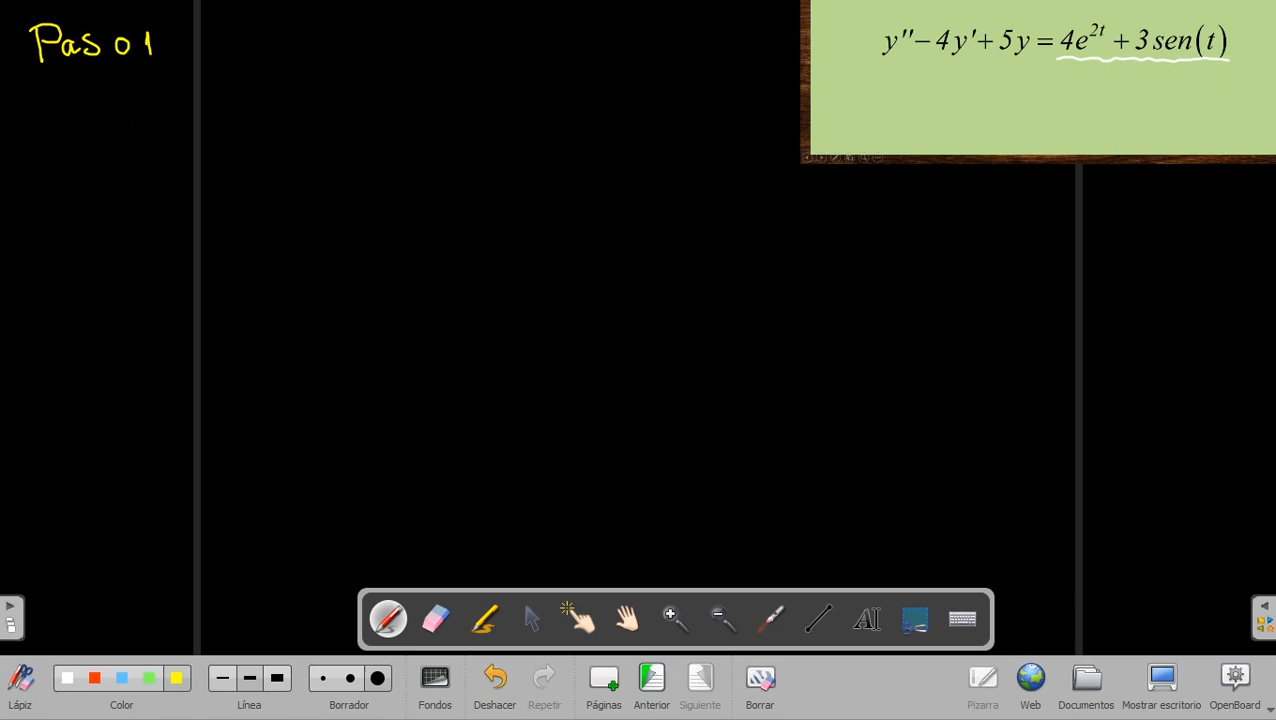 Paso 1
y''− 4y'+ 5y = 4e^{2t} + 3sen(t)
Lápiz
Color
Línea
Borrador
Fondos
Deshacer
Repetir
Páginas
Anterior
Siguiente
Borrar
Pizarra
Web
Documentos
Mostrar escritorio
OpenBoard